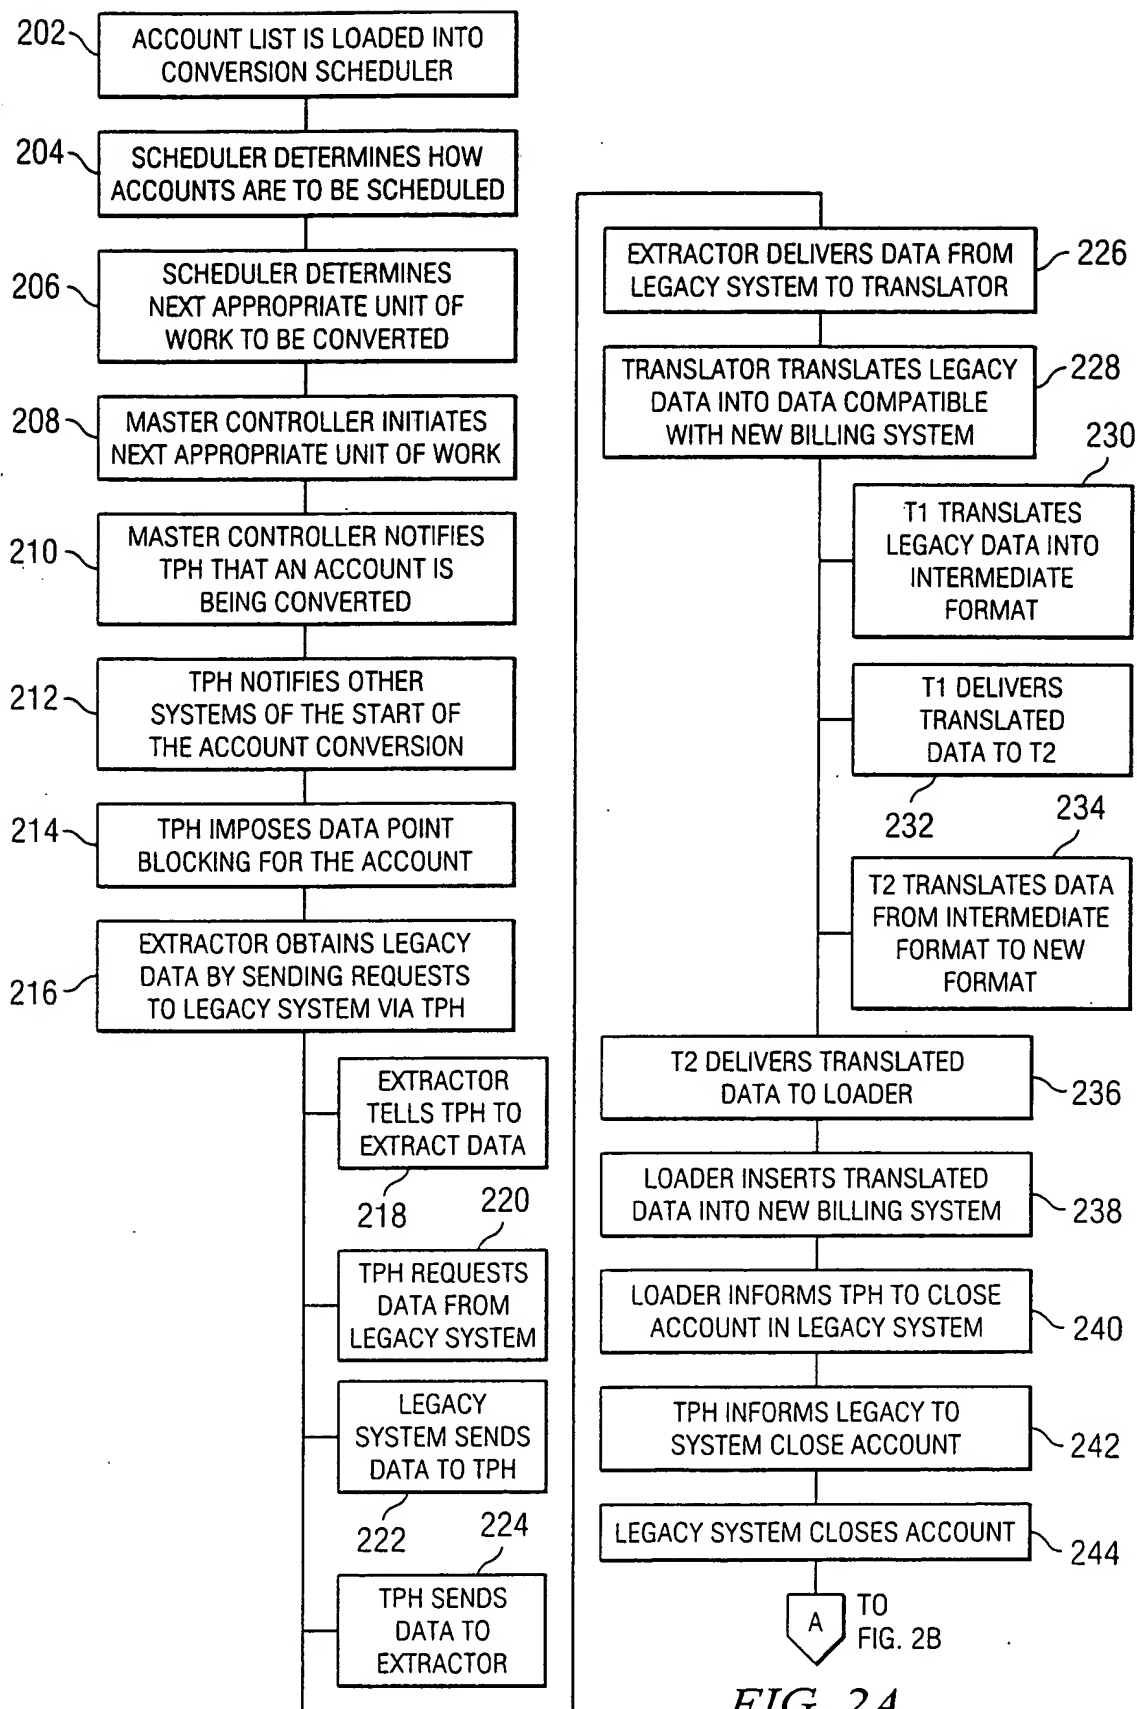 202
ACCOUNT LIST IS LOADED INTO
CONVERSION SCHEDULER
204
SCHEDULER DETERMINES HOW
ACCOUNTS ARE TO BE SCHEDULED
206
SCHEDULER DETERMINES
NEXT APPROPRIATE UNIT OF
WORK TO BE CONVERTED
208
MASTER CONTROLLER INITIATES
NEXT APPROPRIATE UNIT OF WORK
210
MASTER CONTROLLER NOTIFIES
TPH THAT AN ACCOUNT IS
BEING CONVERTED
212
TPH NOTIFIES OTHER
SYSTEMS OF THE START OF
THE ACCOUNT CONVERSION
214
TPH IMPOSES DATA POINT
BLOCKING FOR THE ACCOUNT
216
EXTRACTOR OBTAINS LEGACY
DATA BY SENDING REQUESTS
TO LEGACY SYSTEM VIA TPH
EXTRACTOR
TELLS TPH TO
EXTRACT DATA
218
220
TPH REQUESTS
DATA FROM
LEGACY SYSTEM
LEGACY
SYSTEM SENDS
DATA TO TPH
222
224
TPH SENDS
DATA TO
EXTRACTOR
EXTRACTOR DELIVERS DATA FROM
LEGACY SYSTEM TO TRANSLATOR
226
TRANSLATOR TRANSLATES LEGACY
DATA INTO DATA COMPATIBLE
WITH NEW BILLING SYSTEM
228
230
T1 TRANSLATES
LEGACY DATA INTO
INTERMEDIATE
FORMAT
T1 DELIVERS
TRANSLATED
DATA TO T2
232
234
T2 TRANSLATES DATA
FROM INTERMEDIATE
FORMAT TO NEW
FORMAT
T2 DELIVERS TRANSLATED
DATA TO LOADER
236
LOADER INSERTS TRANSLATED
DATA INTO NEW BILLING SYSTEM
238
LOADER INFORMS TPH TO CLOSE
ACCOUNT IN LEGACY SYSTEM
240
TPH INFORMS LEGACY TO
SYSTEM CLOSE ACCOUNT
242
LEGACY SYSTEM CLOSES ACCOUNT
244
A
TO
FIG. 2B
FIG. 2A